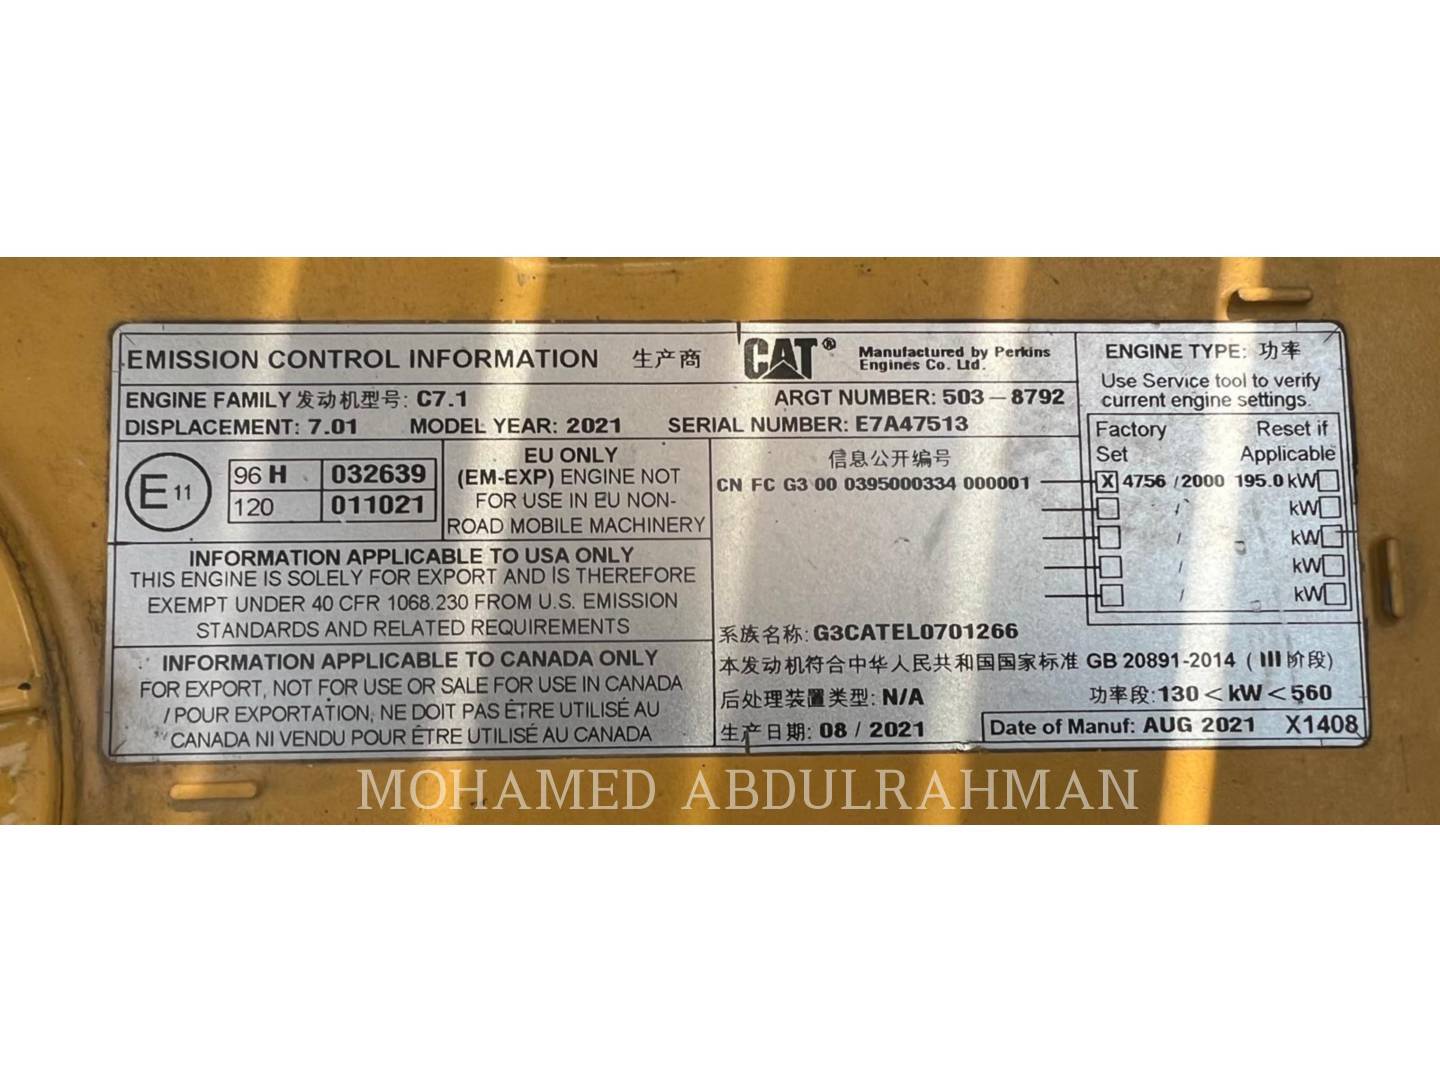 EMISSION CONTROL INFORMATION 生产商 CAT® Manufactured by Perkins Engines Co. Ltd.
ENGINE FAMILY 发动机型号: C7.1 ARGT NUMBER: 503-8792
DISPLACEMENT: 7.01 MODEL YEAR: 2021 SERIAL NUMBER: E7A47513
E 11
96 H 032639
120 011021
EU ONLY
(EM-EXP) ENGINE NOT
FOR USE IN EU NON-
ROAD MOBILE MACHINERY
INFORMATION APPLICABLE TO USA ONLY
THIS ENGINE IS SOLELY FOR EXPORT AND IS THEREFORE
EXEMPT UNDER 40 CFR 1068.230 FROM U.S. EMISSION
STANDARDS AND RELATED REQUIREMENTS
INFORMATION APPLICABLE TO CANADA ONLY
FOR EXPORT, NOT FOR USE OR SALE FOR USE IN CANADA
/ POUR EXPORTATION, NE DOIT PAS ÊTRE UTILISÉ AU
CANADA NI VENDU POUR ÊTRE UTILISÉ AU CANADA
信息公开编号
CN FC G3 00 0395000334 000001
ENGINE TYPE: 功率
Use Service tool to verify
current engine settings.
Factory Reset if
Set Applicable
X 4756 / 2000 195.0 kW
/ kW
/ kW
/ kW
/ kW
系族名称: G3CATEL0701266
本发动机符合中华人民共和国国家标准 GB 20891-2014 ( III 阶段)
后处理装置类型: N/A 功率段: 130 < kW < 560
生产日期: 08 / 2021 Date of Manuf: AUG 2021 X1408
MOHAMED ABDULRAHMAN